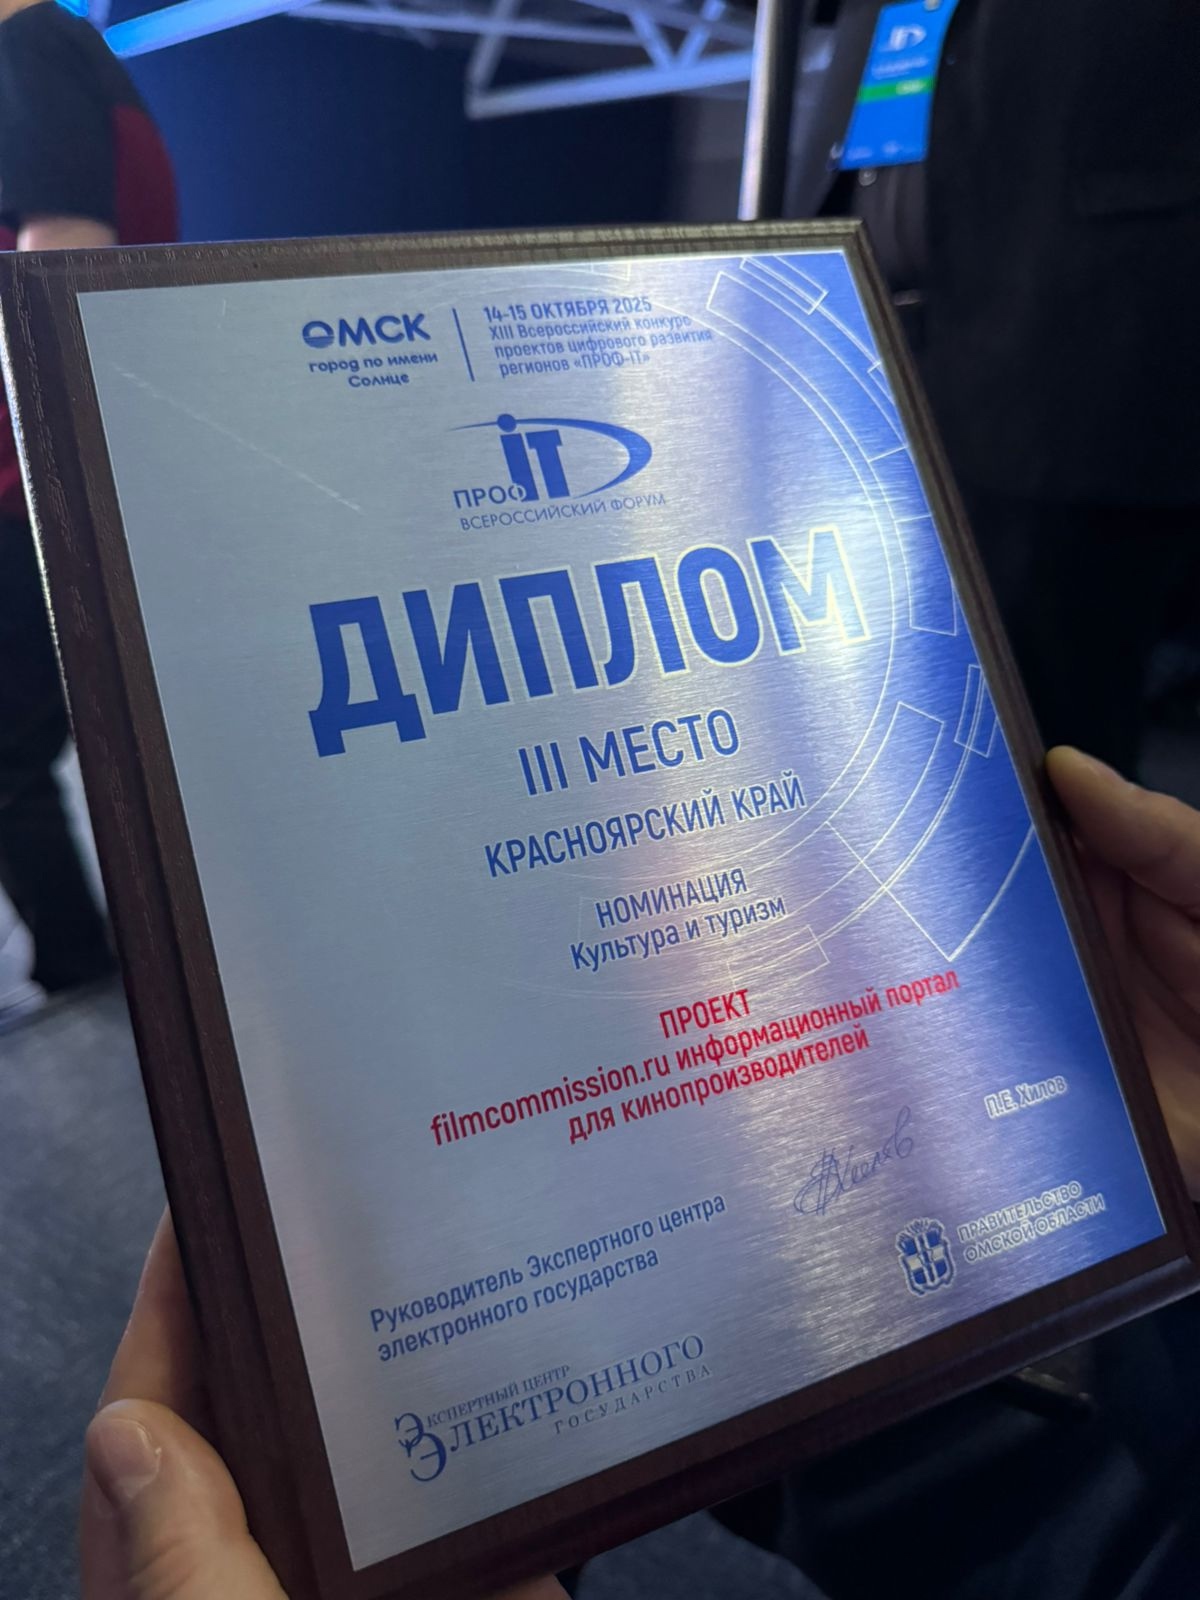 ОМСК
город по имени
Солнце
14-15 ОКТЯБРЯ 2025
XIII Всероссийский конкурс
проектов цифрового развития
регионов «ПРОФ-IT»
ПРОФ IT
ВСЕРОССИЙСКИЙ ФОРУМ
ДИПЛОМ
III МЕСТО
КРАСНОЯРСКИЙ КРАЙ
НОМИНАЦИЯ
Культура и туризм
ПРОЕКТ
filmcommission.ru информационный портал
для кинопроизводителей
П.Е. Хилов
Руководитель Экспертного центра
электронного государства
ПРАВИТЕЛЬСТВО
ОМСКОЙ ОБЛАСТИ
ЭКСПЕРТНЫЙ ЦЕНТР
ЭЛЕКТРОННОГО
ГОСУДАРСТВА